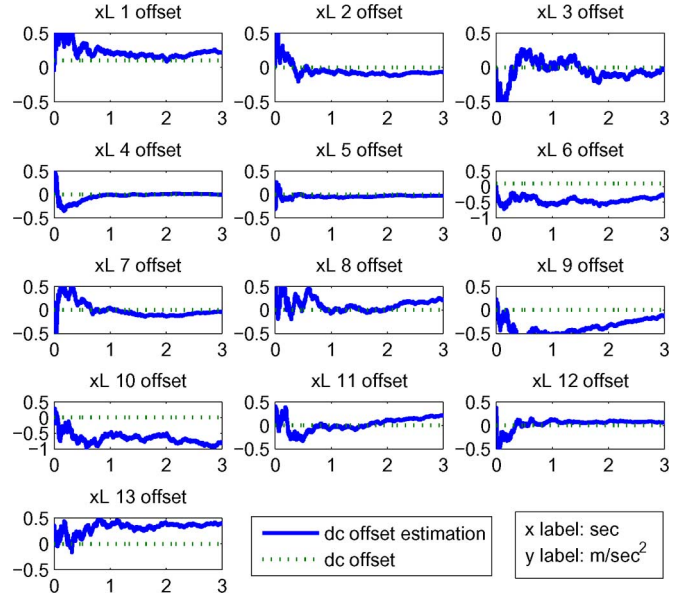 xL 1 offset
0.5
0
−0.5
0 1 2 3
xL 2 offset
0.5
0
−0.5
0 1 2 3
xL 3 offset
0.5
0
−0.5
0 1 2 3
xL 4 offset
0.5
0
−0.5
0 1 2 3
xL 5 offset
0.5
0
−0.5
0 1 2 3
xL 6 offset
0.5
0
−0.5
−1
0 1 2 3
xL 7 offset
0.5
0
−0.5
0 1 2 3
xL 8 offset
0.5
0
−0.5
0 1 2 3
xL 9 offset
0.5
0
−0.5
0 1 2 3
xL 10 offset
0.5
0
−0.5
−1
0 1 2 3
xL 11 offset
0.5
0
−0.5
0 1 2 3
xL 12 offset
0.5
0
−0.5
0 1 2 3
xL 13 offset
0.5
0
0.5
0 1 2 3
dc offset estimation
dc offset
x label: sec
y label: m/sec²